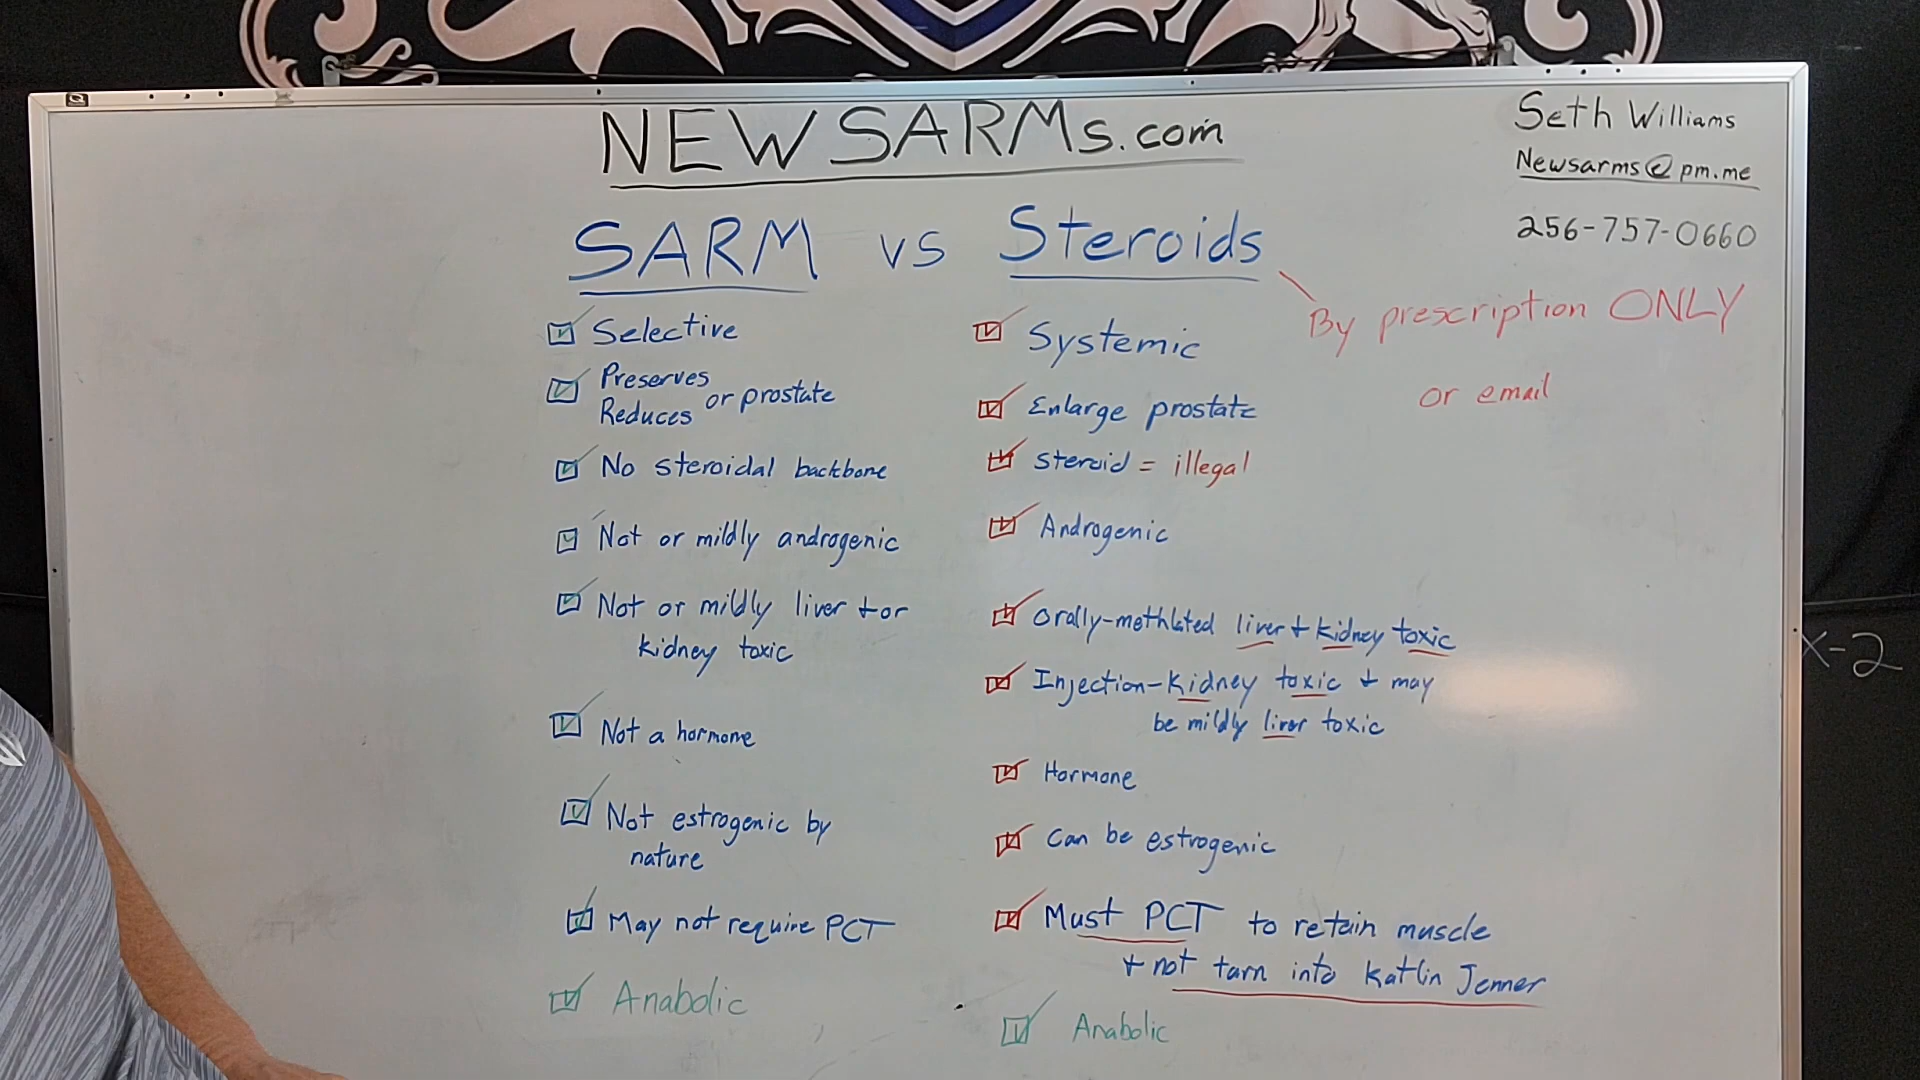 NEWSARMs.com
Seth Williams
Newsarms@pm.me
256-757-0660
SARM vs Steroids
By prescription ONLY
or email
Selective
Preserves
Reduces or prostate
No steroidal backbone
Not or mildly androgenic
Not or mildly liver + or
kidney toxic
Not a hormone
Not estrogenic by
nature
May not require PCT
Anabolic
Systemic
Enlarge prostate
Steroid = illegal
Androgenic
Orally-methlated liver + kidney toxic
Injection-kidney toxic + may
be mildly liver toxic
Hormone
Can be estrogenic
Must PCT to retain muscle
+ not tarn into Katlin Jenner
Anabolic
X-2